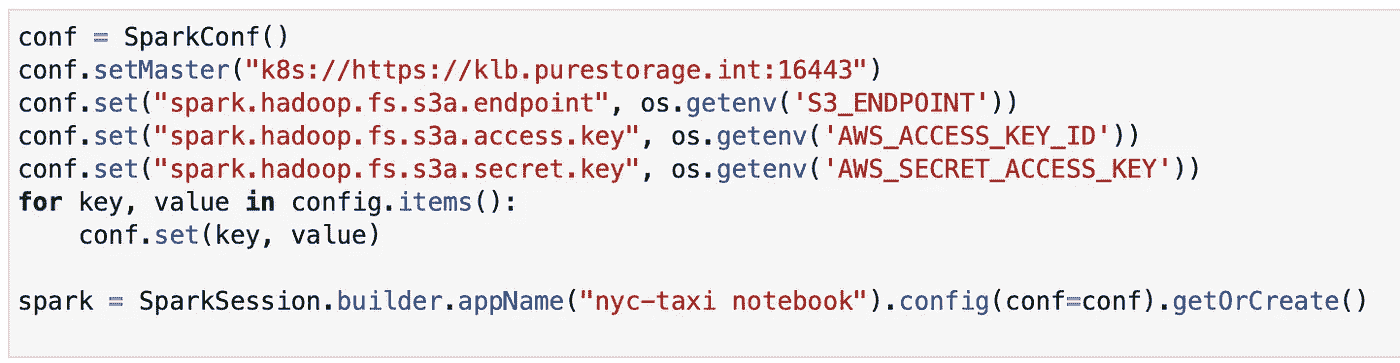 conf = SparkConf()
conf.setMaster("k8s://https://klb.purestorage.int:16443")
conf.set("spark.hadoop.fs.s3a.endpoint", os.getenv('S3_ENDPOINT'))
conf.set("spark.hadoop.fs.s3a.access.key", os.getenv('AWS_ACCESS_KEY_ID'))
conf.set("spark.hadoop.fs.s3a.secret.key", os.getenv('AWS_SECRET_ACCESS_KEY'))
for key, value in config.items():
    conf.set(key, value)
spark = SparkSession.builder.appName("nyc-taxi notebook").config(conf=conf).getOrCreate()